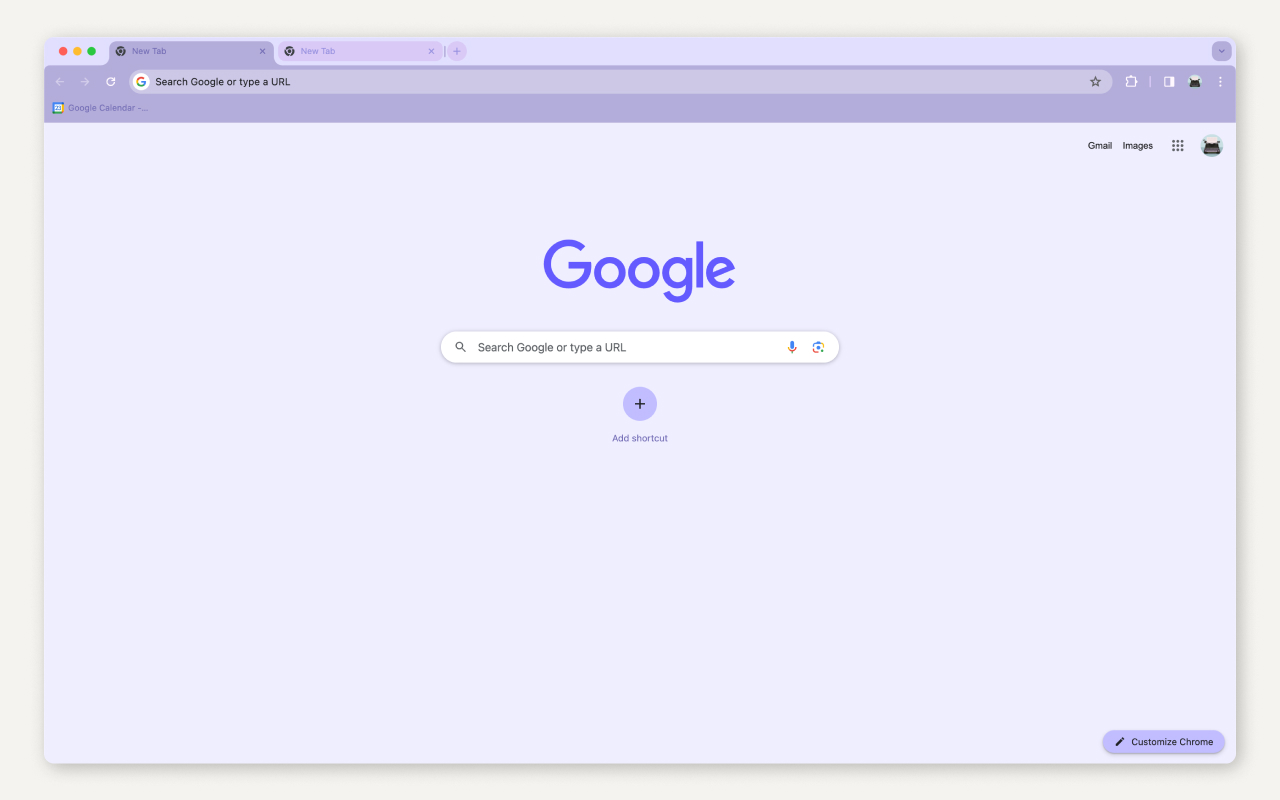 New Tab
New Tab
Search Google or type a URL
Google Calendar –...
Gmail
Images
Google
Search Google or type a URL
Add shortcut
Customize Chrome